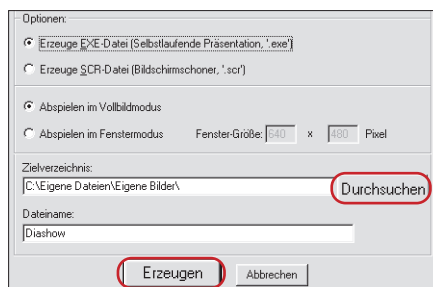 Optionen:
Erzeuge EXE-Datei (Selbstlaufende Präsentation, '.exe')
Erzeuge SCR-Datei (Bildschirmschoner, '.scr')
Abspielen im Vollbildmodus
Abspielen im Fenstermodus Fenster-Größe: 640 x 480 Pixel
Zielverzeichnis:
C:\Eigene Dateien\Eigene Bilder\ Durchsuchen
Dateiname:
Diashow
Erzeugen Abbrechen